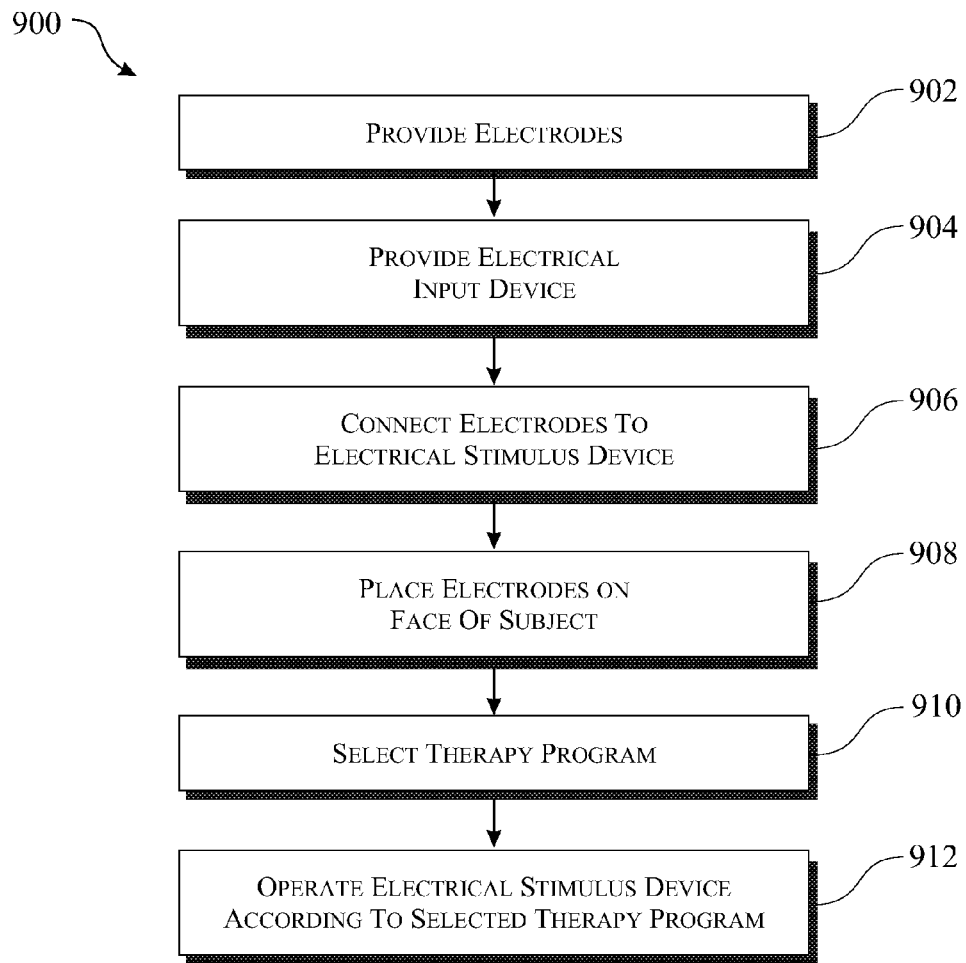 900
902
PROVIDE ELECTRODES
904
PROVIDE ELECTRICAL
INPUT DEVICE
906
CONNECT ELECTRODES TO
ELECTRICAL STIMULUS DEVICE
908
PLACE ELECTRODES ON
FACE OF SUBJECT
910
SELECT THERAPY PROGRAM
912
OPERATE ELECTRICAL STIMULUS DEVICE
ACCORDING TO SELECTED THERAPY PROGRAM